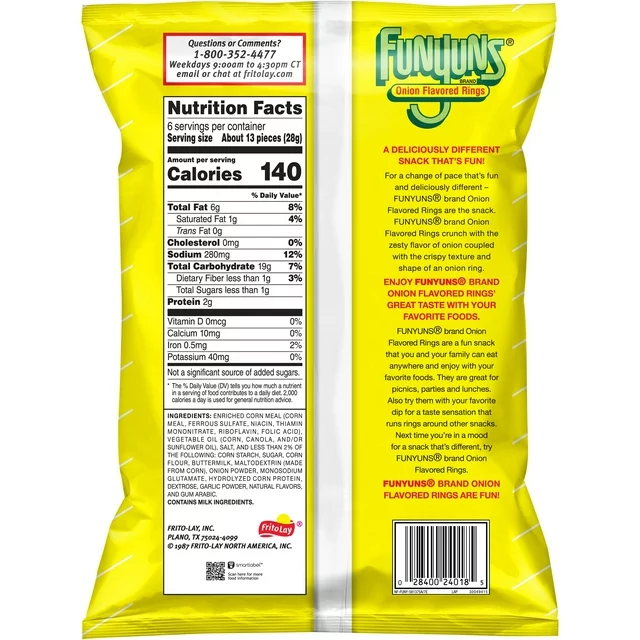 Questions or Comments?
1-800-352-4477
Weekdays 9:00am to 4:30pm CT
email or chat at fritolay.com
Nutrition Facts
6 servings per container
Serving size About 13 pieces (28g)
Amount per serving
Calories 140
% Daily Value*
Total Fat 6g 8%
Saturated Fat 1g 4%
Trans Fat 0g
Cholesterol 0mg 0%
Sodium 280mg 12%
Total Carbohydrate 19g 7%
Dietary Fiber less than 1g 3%
Total Sugars less than 1g
Protein 2g
Vitamin D 0mcg 0%
Calcium 10mg 0%
Iron 0.5mg 2%
Potassium 40mg 0%
Not a significant source of added sugars.
* The % Daily Value (DV) tells you how much a nutrient
in a serving of food contributes to a daily diet. 2,000
calories a day is used for general nutrition advice.
INGREDIENTS: ENRICHED CORN MEAL (CORN
MEAL, FERROUS SULFATE, NIACIN, THIAMIN
MONONITRATE, RIBOFLAVIN, FOLIC ACID),
VEGETABLE OIL (CORN, CANOLA, AND/OR
SUNFLOWER OIL), SALT, AND LESS THAN 2% OF
THE FOLLOWING: CORN STARCH, SUGAR, CORN
FLOUR, BUTTERMILK, MALTODEXTRIN (MADE
FROM CORN), ONION POWDER, MONOSODIUM
GLUTAMATE, HYDROLYZED CORN PROTEIN,
DEXTROSE, GARLIC POWDER, NATURAL FLAVORS,
AND GUM ARABIC.
CONTAINS MILK INGREDIENTS.
FRITO-LAY, INC.
PLANO, TX 75024-4099
© 1987 FRITO-LAY NORTH AMERICA, INC.
Frito Lay ®
smartlabel™
Scan here for more
food information
FUNYUNS®
BRAND
Onion Flavored Rings
A DELICIOUSLY DIFFERENT
SNACK THAT'S FUN!
For a change of pace that's fun
and deliciously different –
FUNYUNS® brand Onion
Flavored Rings are the snack.
FUNYUNS® brand Onion
Flavored Rings crunch with the
zesty flavor of onion coupled
with the crispy texture and
shape of an onion ring.
ENJOY FUNYUNS® BRAND
ONION FLAVORED RINGS'
GREAT TASTE WITH YOUR
FAVORITE FOODS.
FUNYUNS® brand Onion
Flavored Rings are a fun snack
that you and your family can eat
anywhere and enjoy with your
favorite foods. They are great for
picnics, parties and lunches.
Also try them with your favorite
dip for a taste sensation that
runs rings around other snacks.
Next time you're in a mood
for a snack that's different, try
FUNYUNS® brand Onion
Flavored Rings.
FUNYUNS® BRAND ONION
FLAVORED RINGS ARE FUN!
0 28400 24018 5
LAP